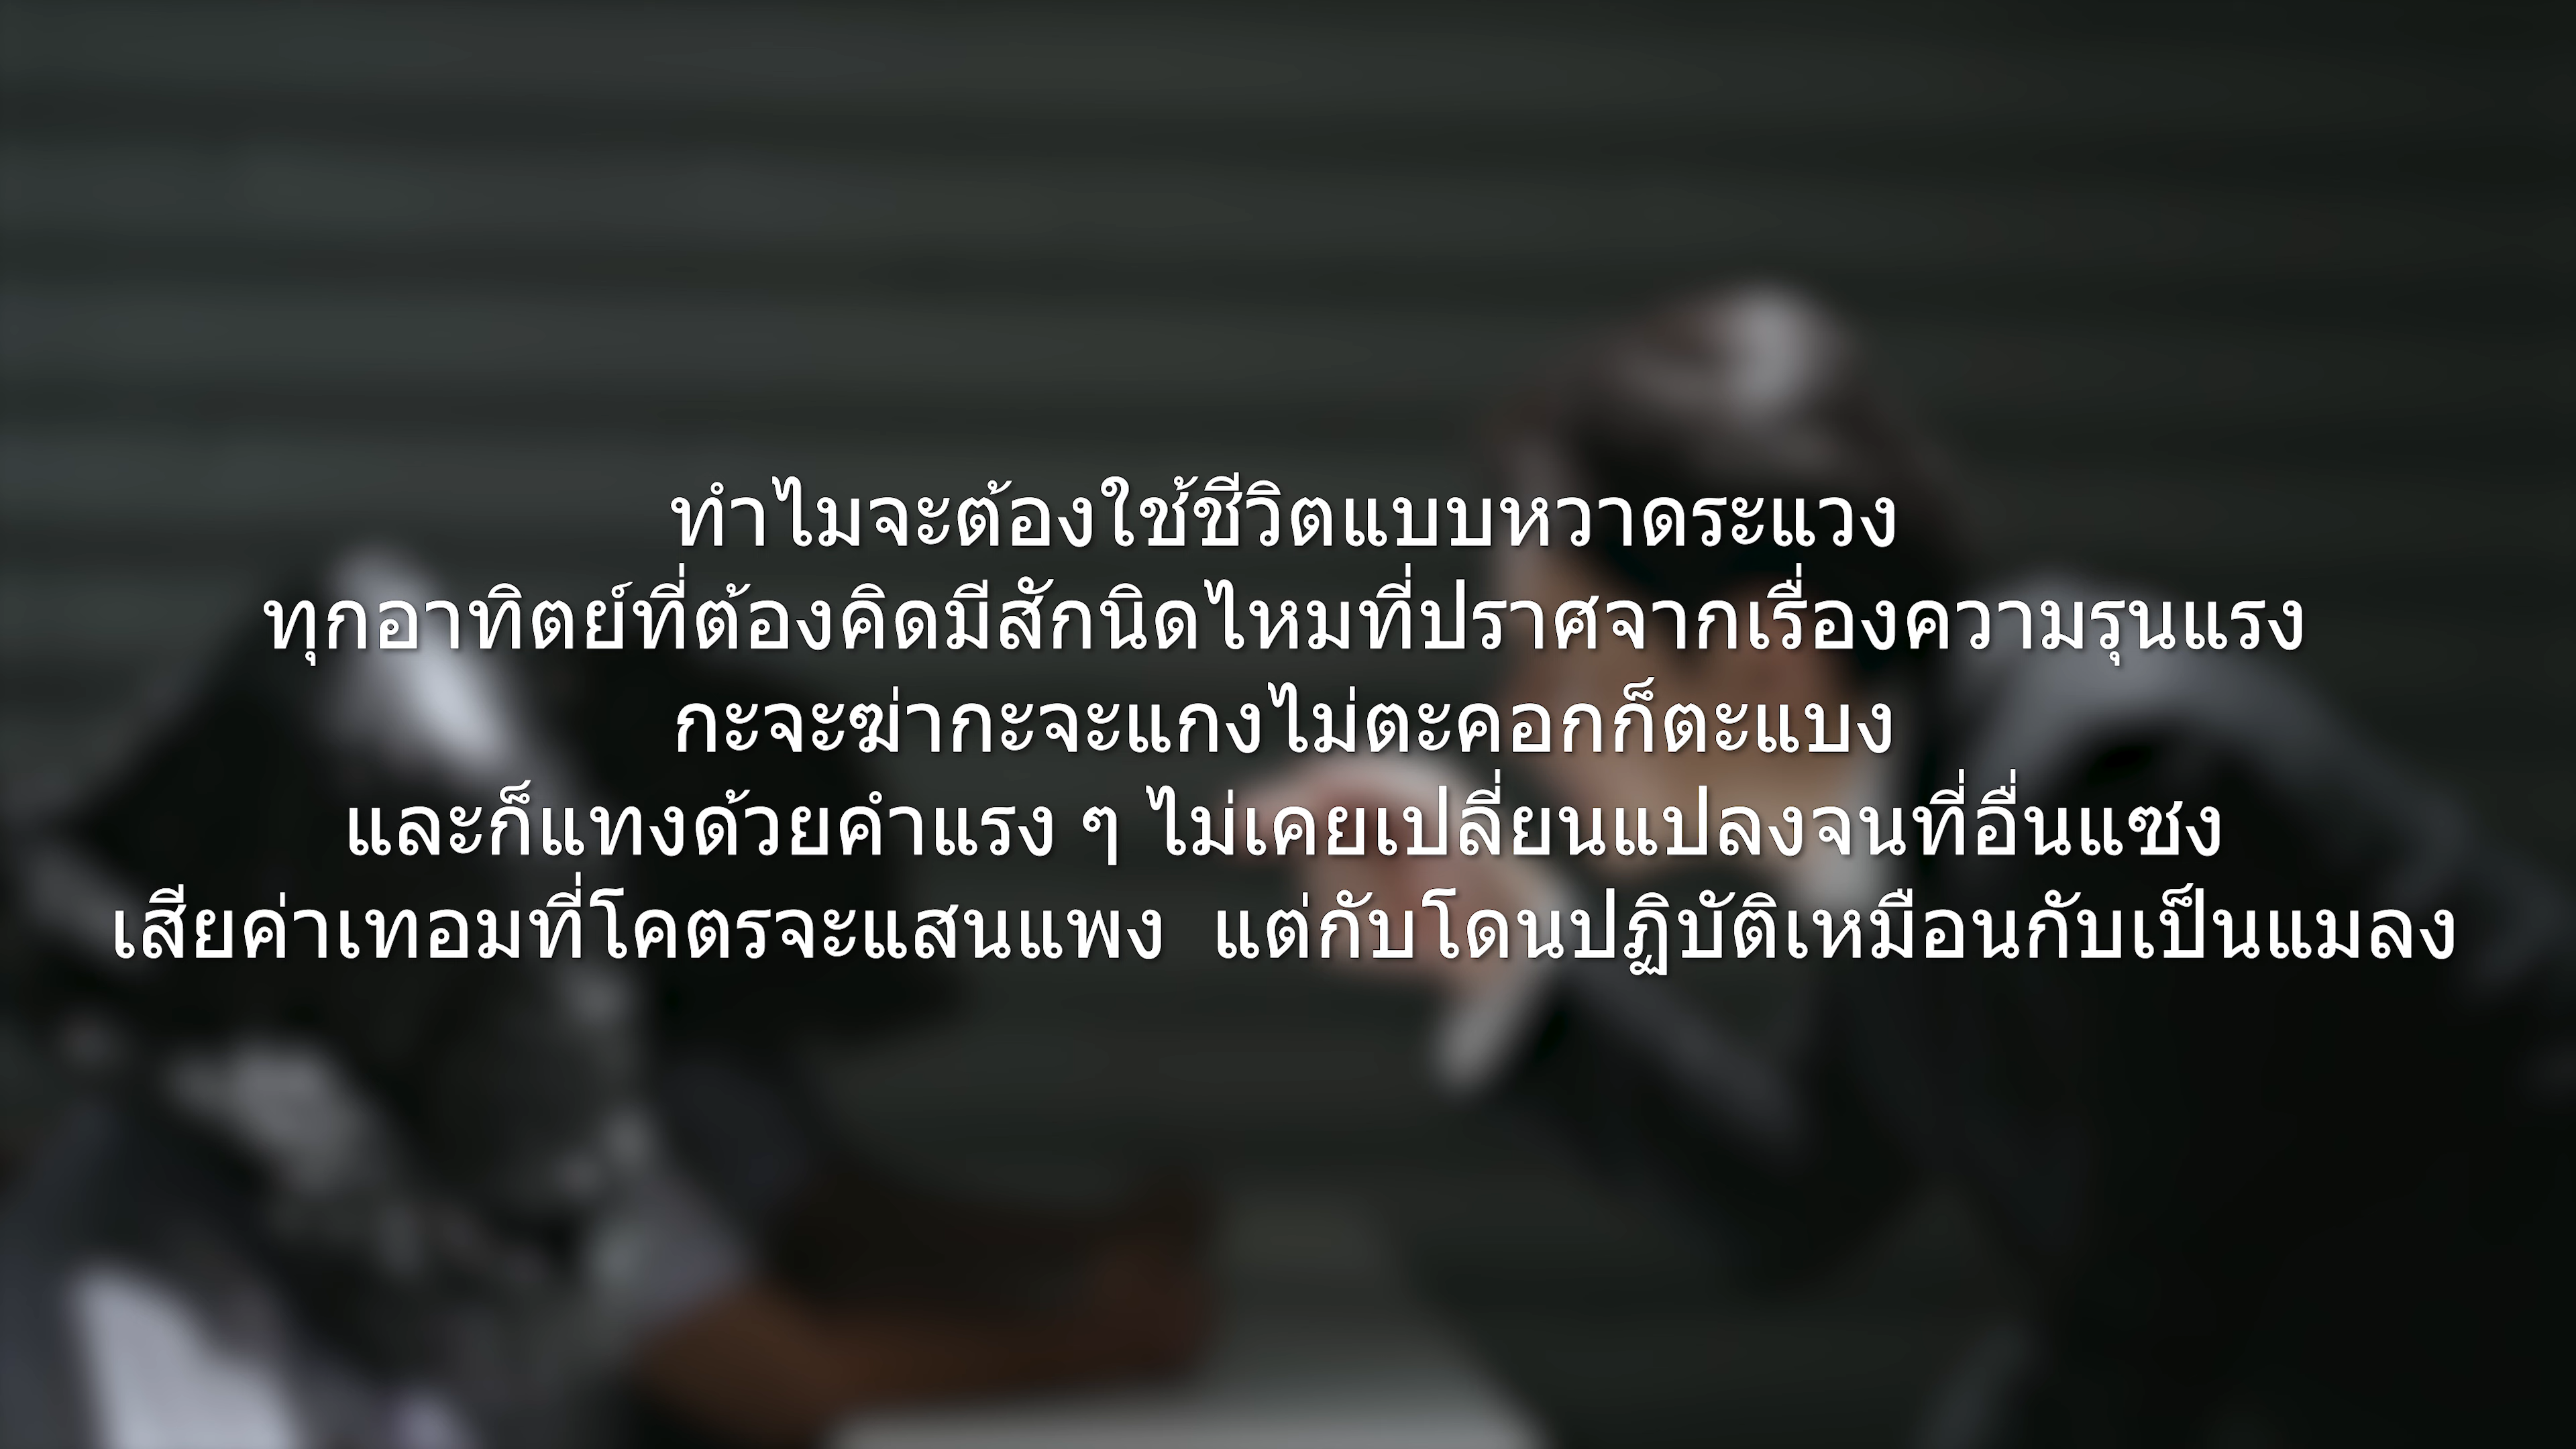 ทำไมจะต้องใช้ชีวิตแบบหวาดระแวง
ทุกอาทิตย์ที่ต้องคิดมีสักนิดไหมที่ปราศจากเรื่องความรุนแรง
กะจะฆ่ากะจะแกงไม่ตะคอกก็ตะแบง
และก็แทงด้วยคำแรง ๆ ไม่เคยเปลี่ยนแปลงจนที่อื่นแซง
เสียค่าเทอมที่โคตรจะแสนแพง แต่กับโดนปฏิบัติเหมือนกับเป็นแมลง